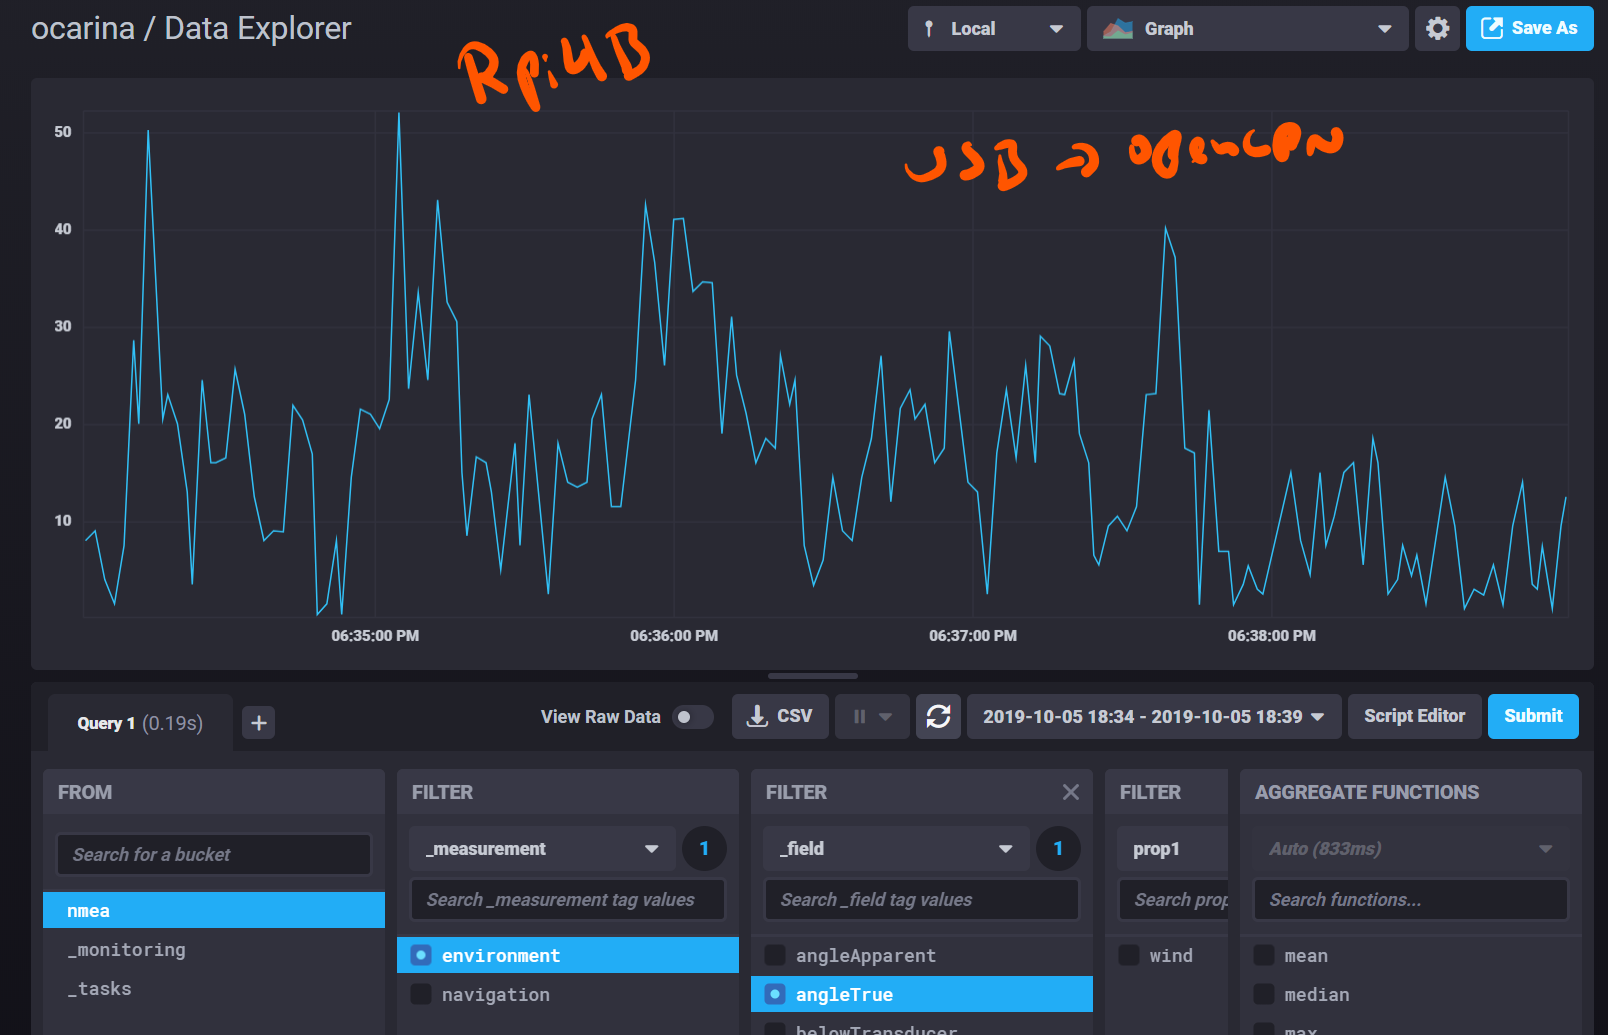 ocarina / Data Explorer
Local
Graph
Save As
Rpi4B
USB → OpenCPN
50
40
30
20
10
06:35:00 PM 06:36:00 PM 06:37:00 PM 06:38:00 PM
Query 1 (0.19s)
+
View Raw Data
CSV
2019-10-05 18:34 - 2019-10-05 18:39
Script Editor
Submit
FROM
Search for a bucket
nmea
_monitoring
_tasks
FILTER
_measurement
1
Search _measurement tag values
environment
navigation
FILTER
_field
1
Search _field tag values
angleApparent
angleTrue
belowTransducer
FILTER
prop1
Search prop
wind
AGGREGATE FUNCTIONS
Auto (833ms)
Search functions...
mean
median
max